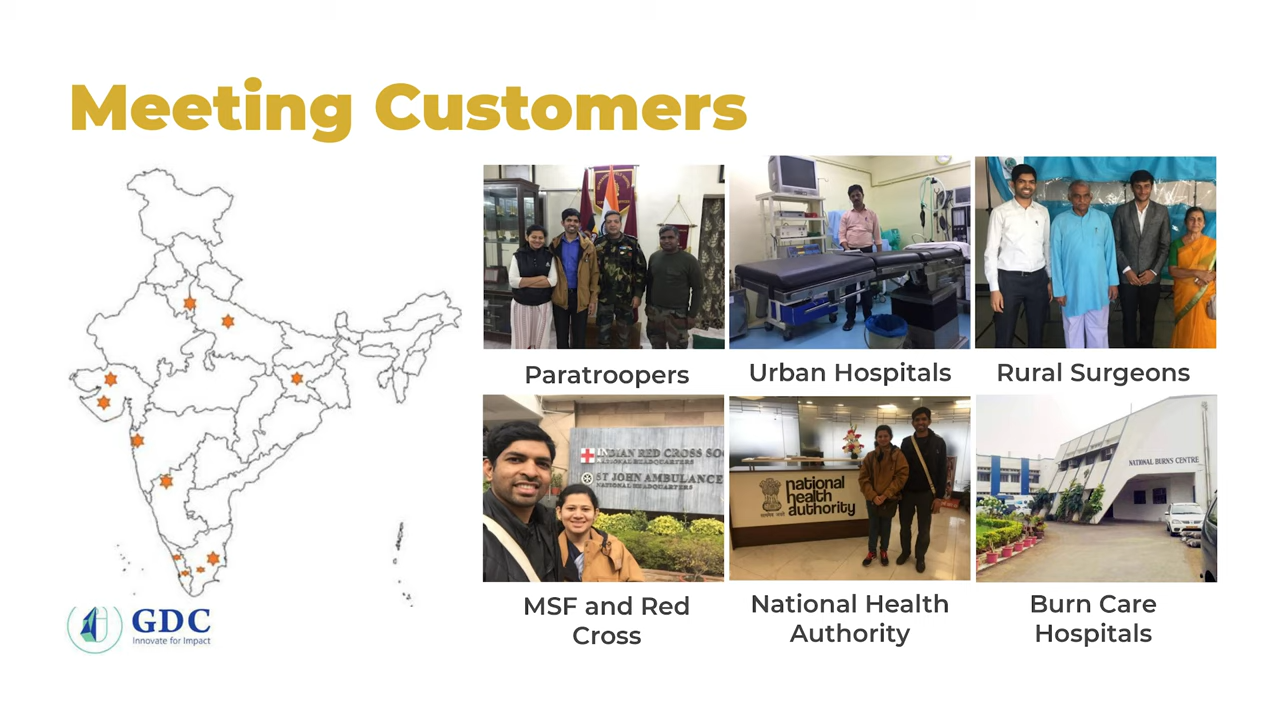 Meeting Customers
Paratroopers
Urban Hospitals
Rural Surgeons
INDIAN RED CROSS SO
NATIONAL HEADQUARTERS
ST JOHN AMBULANCE
NATIONAL HEADQUARTERS
national
health
authority
NATIONAL BURNS CENTRE
MSF and Red
Cross
National Health
Authority
Burn Care
Hospitals
GDC
Innovate for Impact